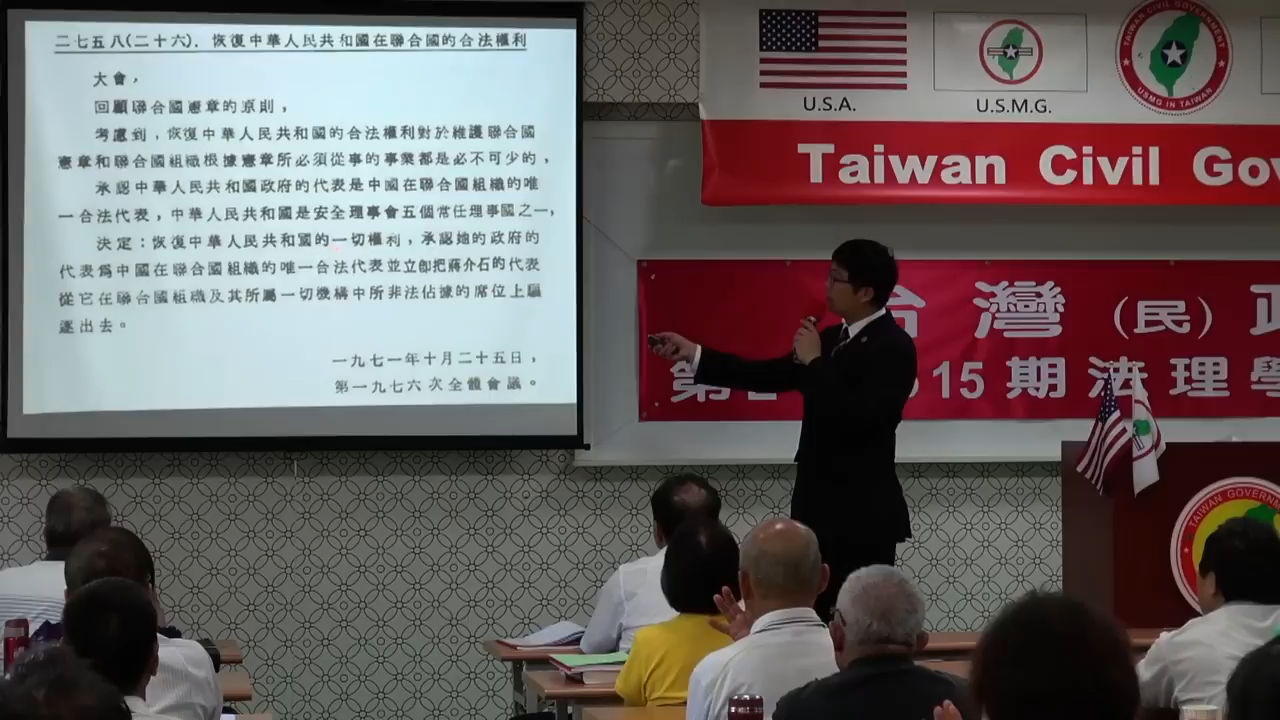 二七五八(二十六). 恢復中華人民共和國在聯合國的合法權利
大會，
回顧聯合國憲章的原則，
考慮到，恢復中華人民共和國的合法權利對於維護聯合國
憲章和聯合國組織根據憲章所必須從事的事業都是必不可少的，
承認中華人民共和國政府的代表是中國在聯合國組織的唯
一合法代表，中華人民共和國是安全理事會五個常任理事國之一，
決定：恢復中華人民共和國的一切權利，承認她的政府的
代表為中國在聯合國組織的唯一合法代表並立即把蔣介石的代表
從它在聯合國組織及其所屬一切機構中所非法佔據的席位上驅
逐出去。
一九七一年十月二十五日，
第一九七六次全體會議。
U.S.A.
U.S.M.G.
TAIWAN CIVIL GOVERNMENT
USMG IN TAIWAN
Taiwan Civil Go
台灣（民）政
第 15 期法理學
TAIWAN GOVERNM